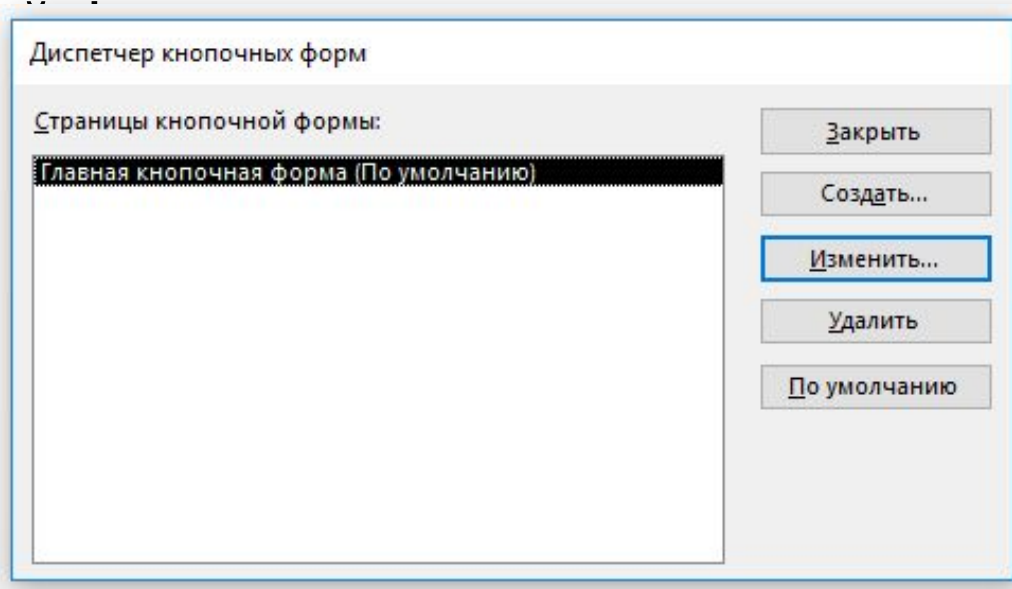 Диспетчер кнопочных форм
Страницы кнопочной формы:
Главная кнопочная форма (По умолчанию)
Закрыть
Создать...
Изменить...
Удалить
По умолчанию